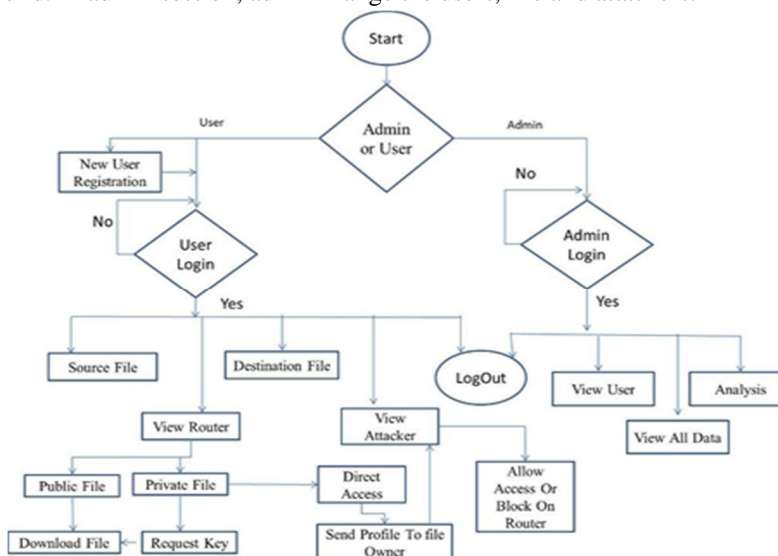 Start
User
Admin
or User
Admin
New User
Registration
No
No
User
Login
Admin
Login
Yes
Yes
Source File
Destination File
LogOut
View User
Analysis
View Router
View
Attacker
View All Data
Public File
Private File
Direct
Access
Allow
Access Or
Block On
Router
Download File
Request Key
Send Profile To file
Owner